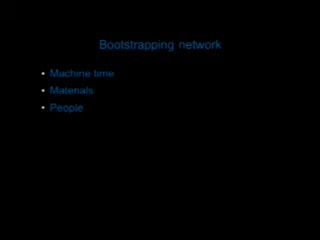 Bootstrapping network
• Machine time
• Materials
• People